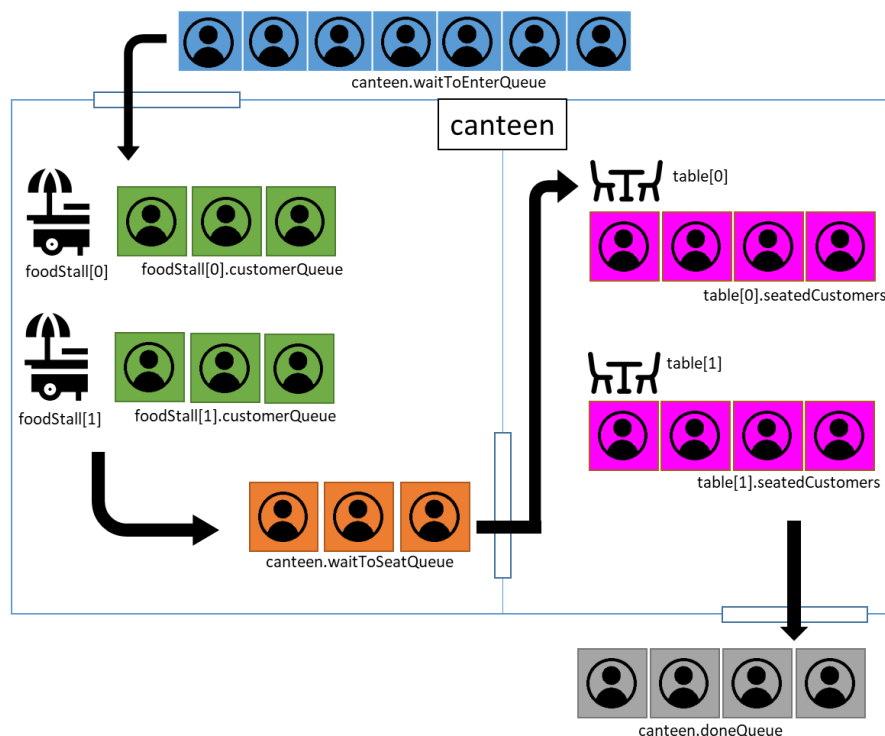 canteen.waitToEnterQueue
canteen
table[0]
foodStall[0]
foodStall[0].customerQueue
table[0].seatedCustomers
table[1]
foodStall[1]
foodStall[1].customerQueue
table[1].seatedCustomers
canteen.waitToSeatQueue
canteen.doneQueue